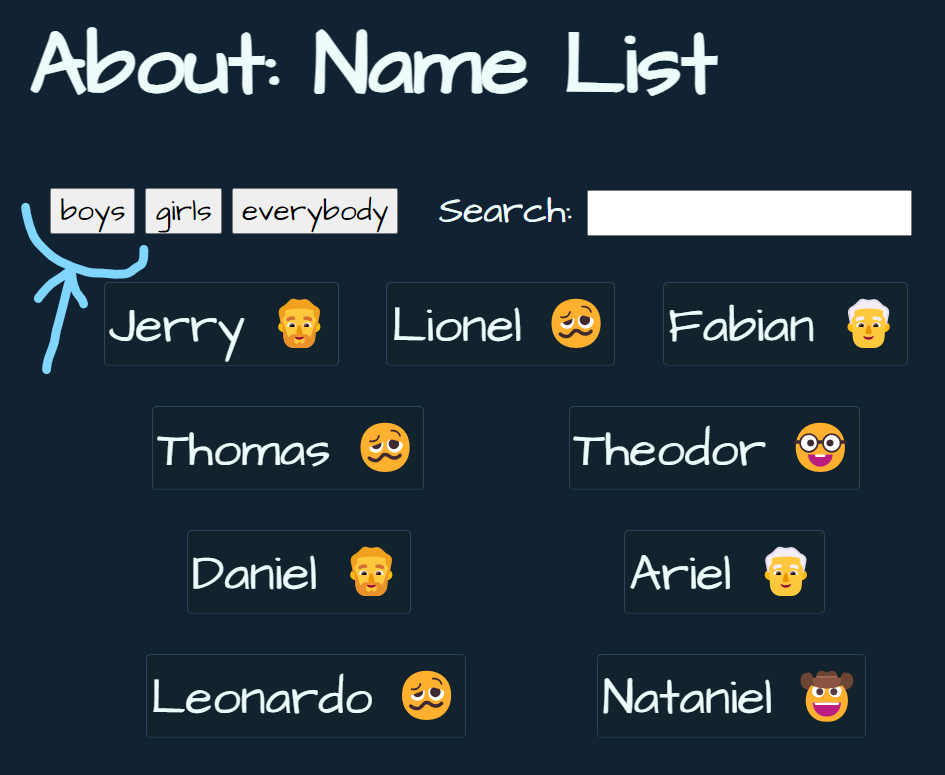 About: Name List
boys girls everybody Search:
Jerry Lionel Fabian
Thomas Theodor
Daniel Ariel
Leonardo Nataniel